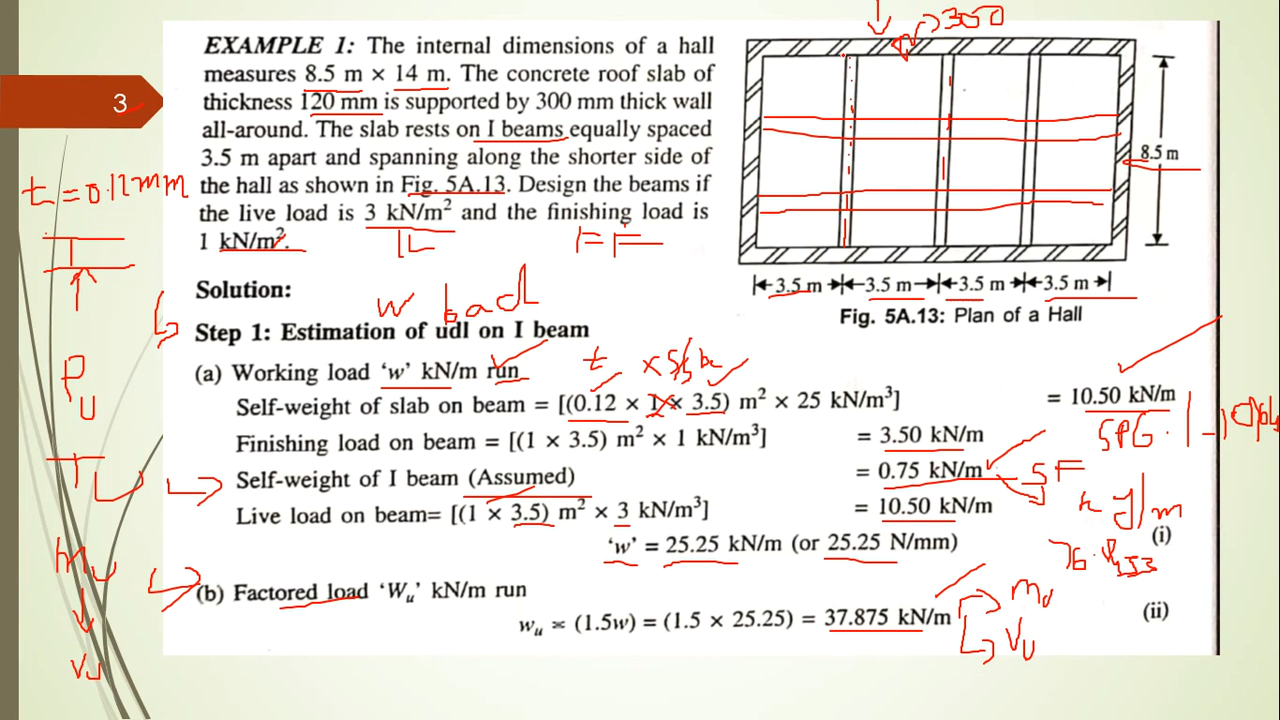 3
EXAMPLE 1: The internal dimensions of a hall
measures 8.5 m × 14 m. The concrete roof slab of
thickness 120 mm is supported by 300 mm thick wall
all-around. The slab rests on I beams equally spaced
3.5 m apart and spanning along the shorter side of
the hall as shown in Fig. 5A.13. Design the beams if
the live load is 3 kN/m² and the finishing load is
1 kN/m².
300
8.5 m
3.5 m 3.5 m 3.5 m 3.5 m
Fig. 5A.13: Plan of a Hall
t = 0.12mm
LL
FF
Solution:
w load
Step 1: Estimation of udl on I beam
(a) Working load ‘w’ kN/m run
t
Self-weight of slab on beam = [(0.12 × 1 × 3.5) m² × 25 kN/m³] = 10.50 kN/m
Finishing load on beam = [(1 × 3.5) m² × 1 kN/m³] = 3.50 kN/m
Self-weight of I beam (Assumed) = 0.75 kN/m
SF
Live load on beam= [(1 × 3.5) m² × 3 kN/m³] = 10.50 kN/m
‘w’ = 25.25 kN/m (or 25.25 N/mm) (i)
(b) Factored load ‘Wu’ kN/m run
wu = (1.5w) = (1.5 × 25.25) = 37.875 kN/m (ii)
Mu
Vu
Pu
Mu
Vu